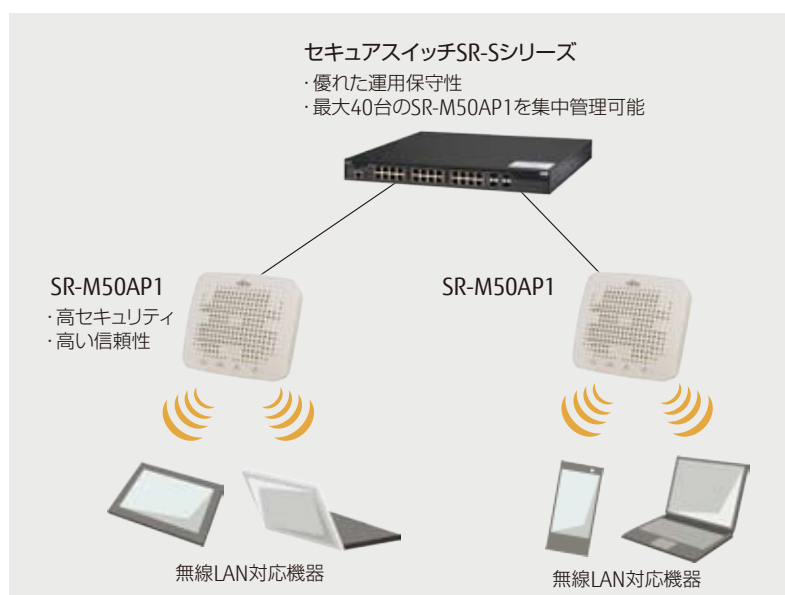 セキュアスイッチSR-Sシリーズ
・優れた運用保守性
・最大40台のSR-M50AP1を集中管理可能
SR-M50AP1
・高セキュリティ
・高い信頼性
SR-M50AP1
無線LAN対応機器
無線LAN対応機器